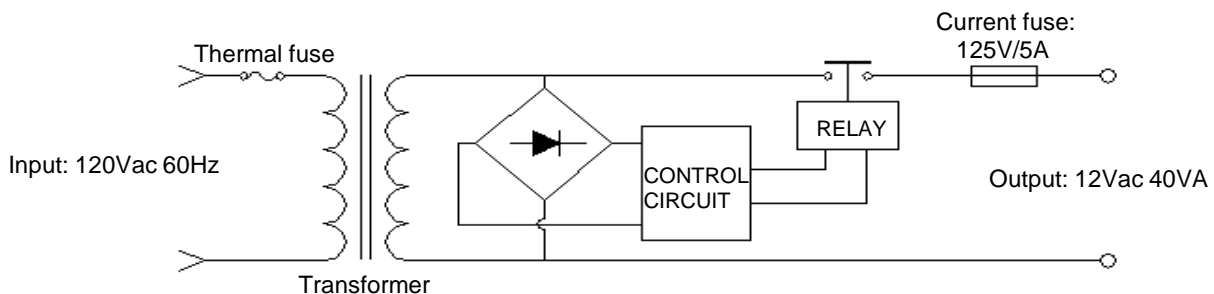 Current fuse:
125V/5A
Thermal fuse
RELAY
Input: 120Vac 60Hz
CONTROL
CIRCUIT
Output: 12Vac 40VA
Transformer